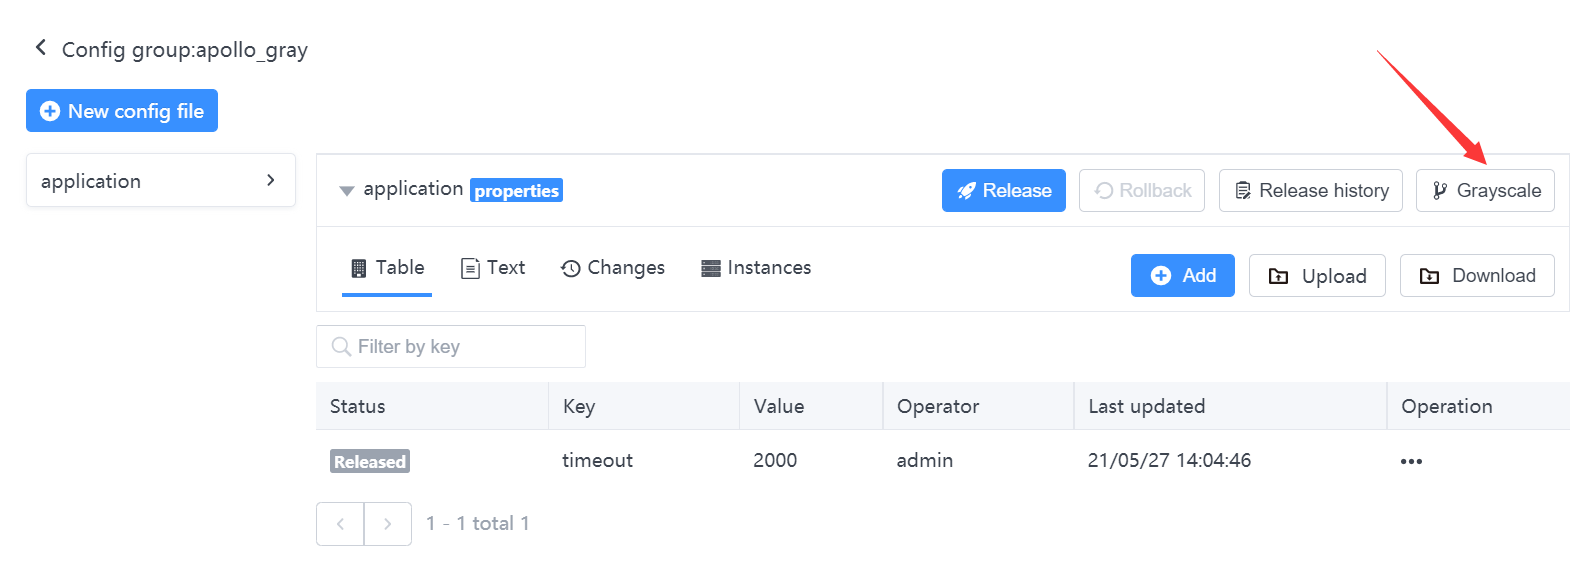 Config group:apollo_gray
New config file
application
application properties
Release
Rollback
Release history
Grayscale
Table
Text
Changes
Instances
Add
Upload
Download
Filter by key
Status Key Value Operator Last updated Operation
Released timeout 2000 admin 21/05/27 14:04:46 •••
1 - 1 total 1